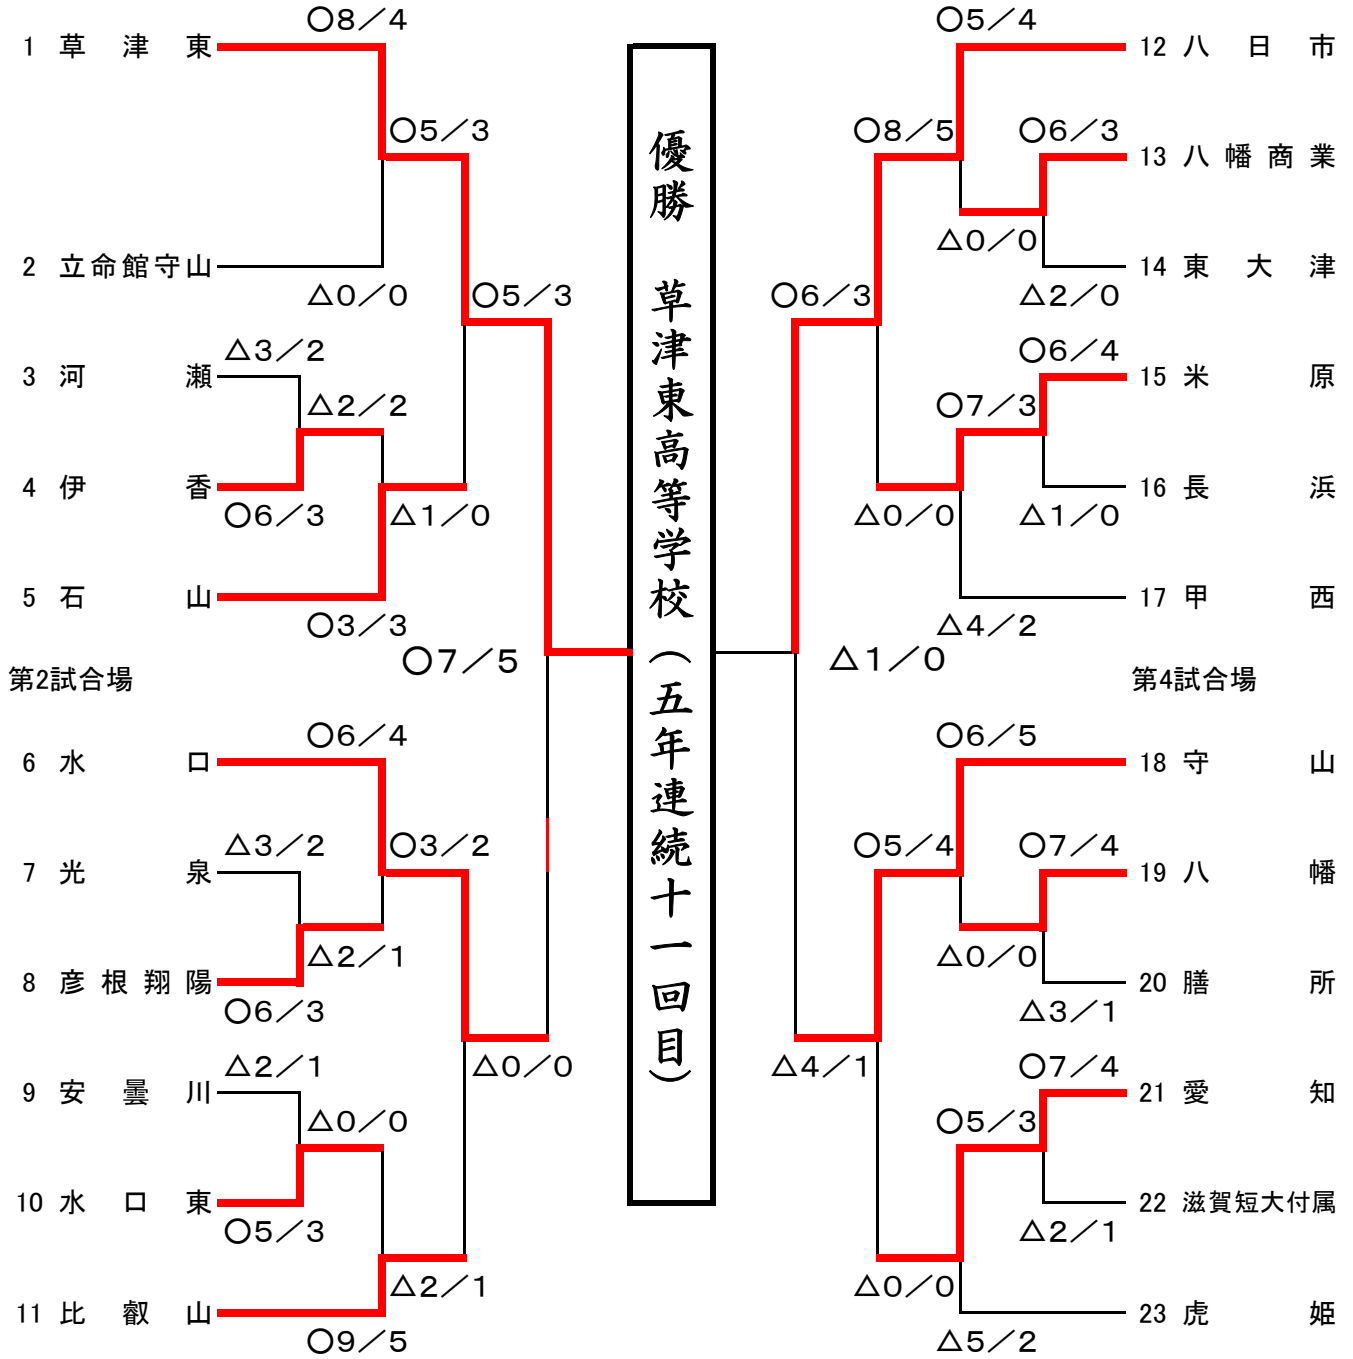 ○8／4
1 草津東
○5／3
2 立命館守山
△0／0
○5／3
△3／2
3 河瀬
△2／2
4 伊香
○6／3
△1／0
5 石山
○3／3
○7／5
第2試合場
○6／4
6 水口
△3／2
○3／2
7 光泉
△2／1
8 彦根翔陽
○6／3
△2／1
△0／0
9 安曇川
△0／0
10 水口東
○5／3
△2／1
11 比叡山
○9／5
優勝 草津東高等学校（五年連続十一回目）
○5／4
12 八日市
○8／5
○6／3
13 八幡商業
△0／0
14 東大津
○6／3
△2／0
○6／4
15 米原
○7／3
16 長浜
△0／0
△1／0
17 甲西
△4／2
△1／0
第4試合場
○6／5
18 守山
○5／4
○7／4
19 八幡
△0／0
20 膳所
△3／1
△4／1
○7／4
21 愛知
○5／3
22 滋賀短大付属
△2／1
△0／0
23 虎姫
△5／2